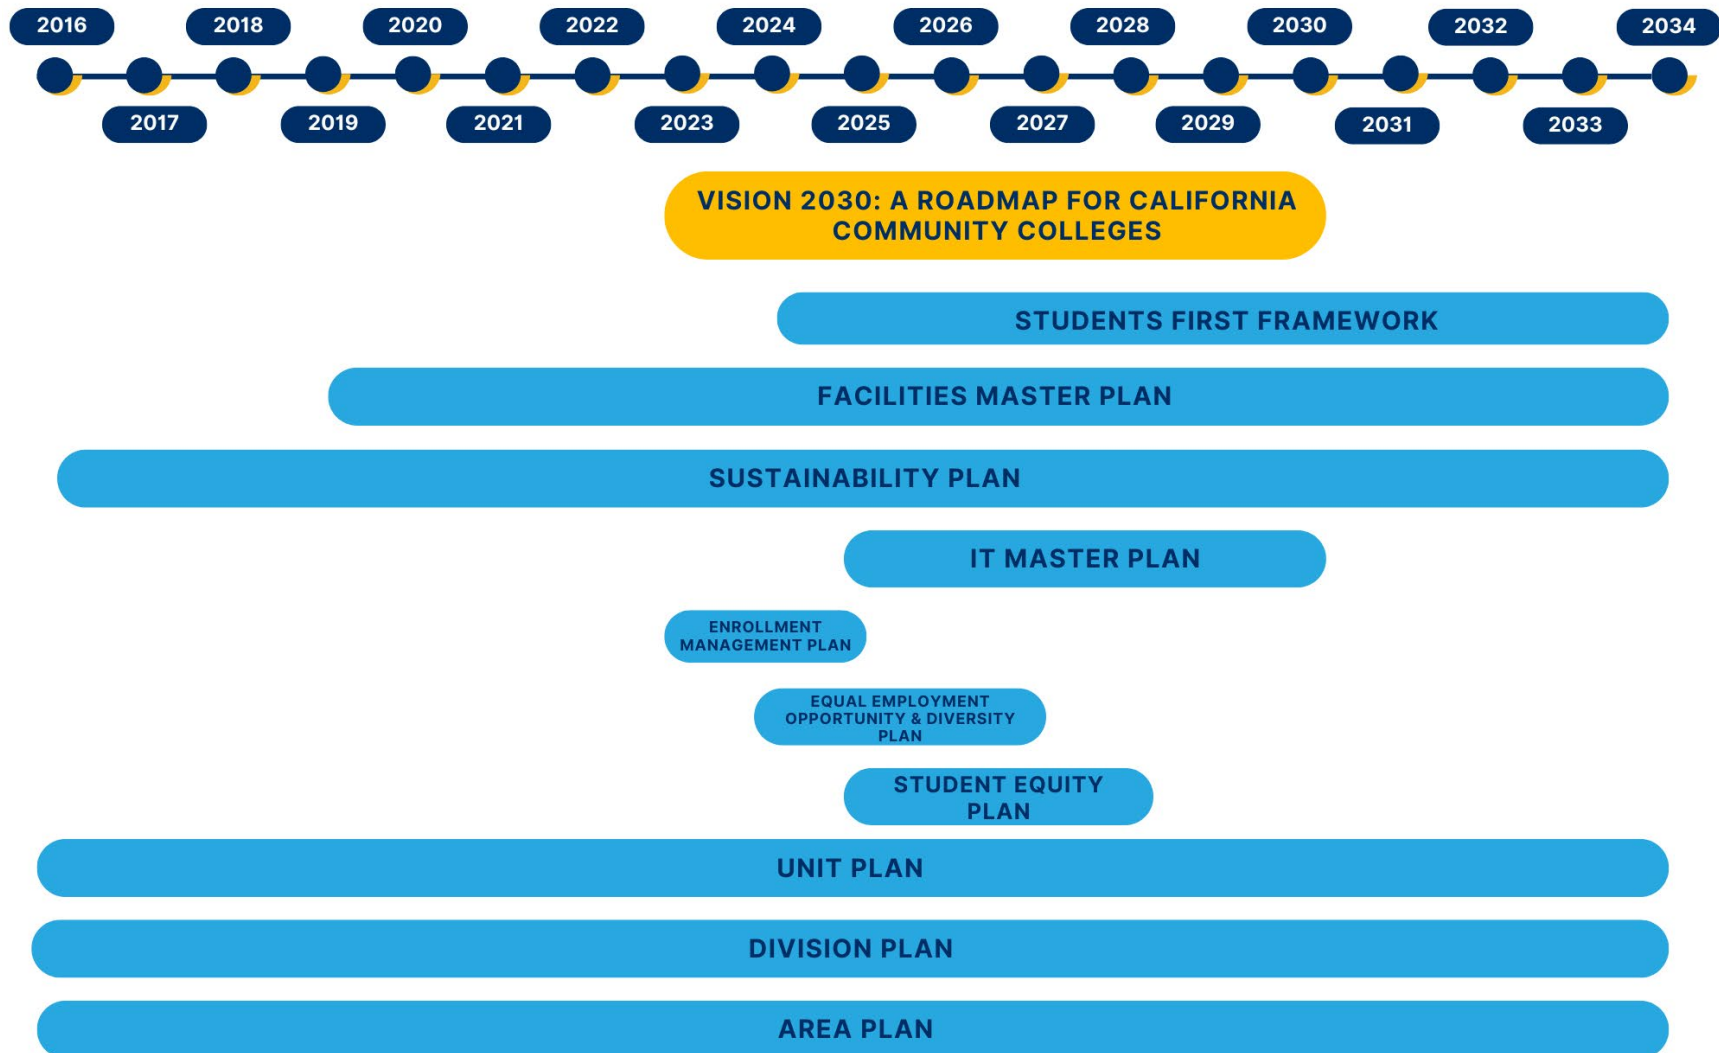 2016
2018
2020
2022
2024
2026
2028
2030
2032
2034
2017
2019
2021
2023
2025
2027
2029
2031
2033
VISION 2030: A ROADMAP FOR CALIFORNIA
COMMUNITY COLLEGES
STUDENTS FIRST FRAMEWORK
FACILITIES MASTER PLAN
SUSTAINABILITY PLAN
IT MASTER PLAN
ENROLLMENT
MANAGEMENT PLAN
EQUAL EMPLOYMENT
OPPORTUNITY & DIVERSITY
PLAN
STUDENT EQUITY
PLAN
UNIT PLAN
DIVISION PLAN
AREA PLAN